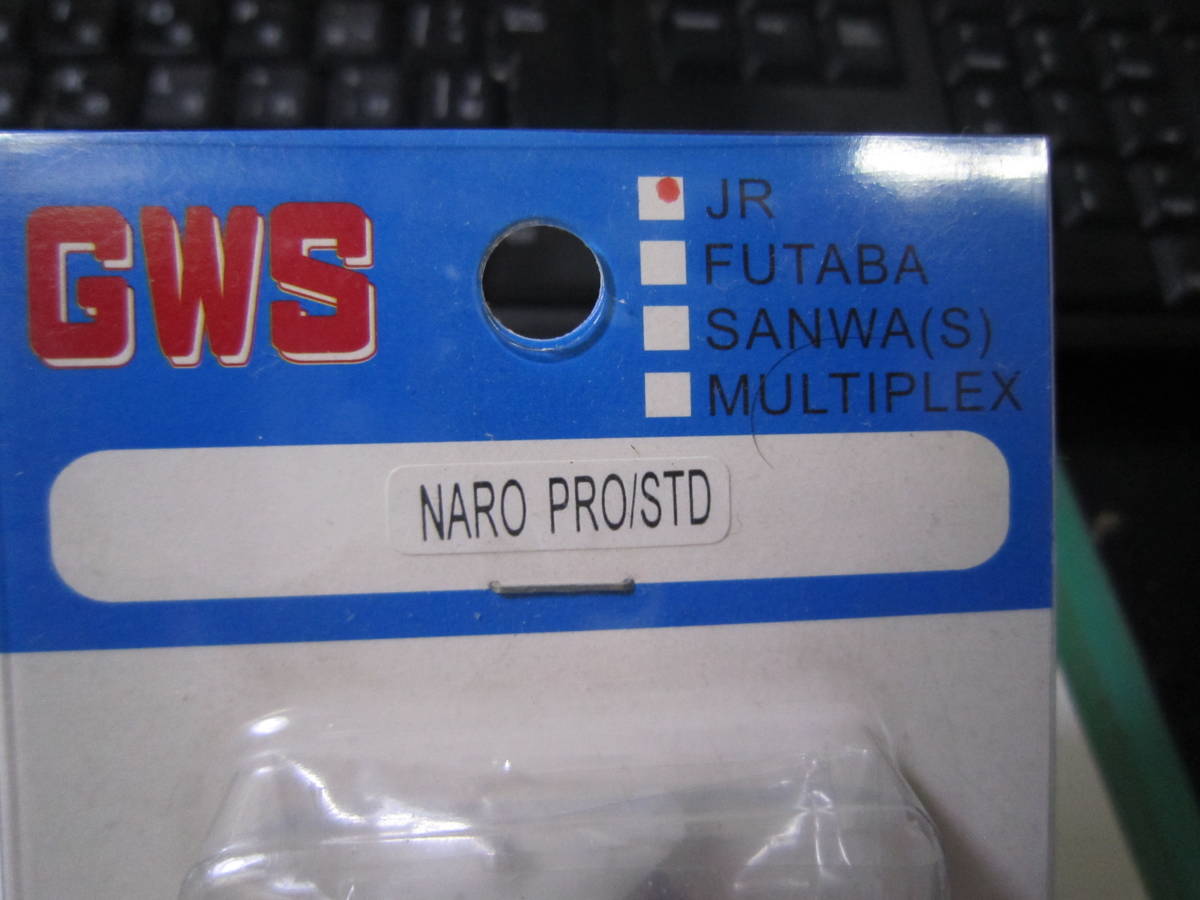 GWS
JR
FUTABA
SANWA(S)
MULTIPLEX
NARO PRO/STD